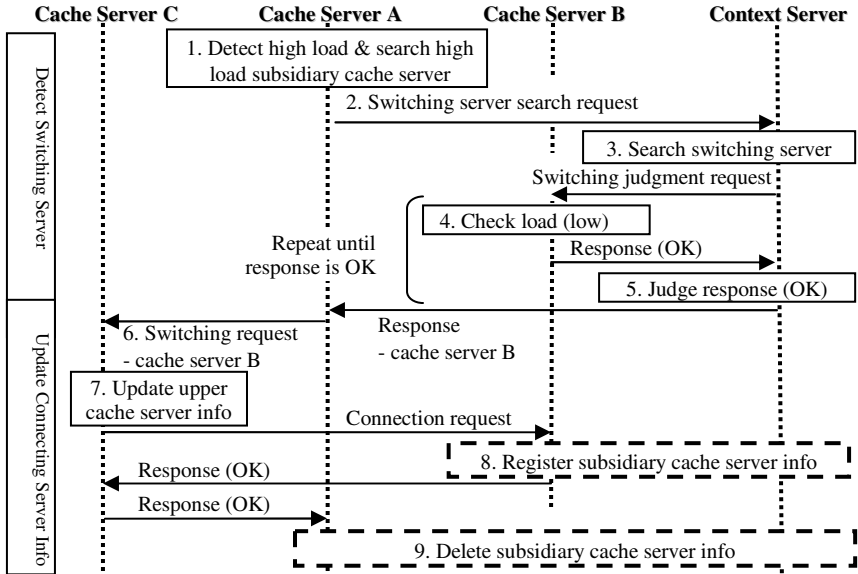 Cache Server C
Cache Server A
Cache Server B
Context Server
Detect Switching Server
1. Detect high load & search high
load subsidiary cache server
2. Switching server search request
3. Search switching server
Switching judgment request
4. Check load (low)
Repeat until
response is OK
Response (OK)
5. Judge response (OK)
Update Connecting Server Info
6. Switching request
- cache server B
Response
- cache server B
7. Update upper
cache server info
Connection request
8. Register subsidiary cache server info
Response (OK)
Response (OK)
9. Delete subsidiary cache server info